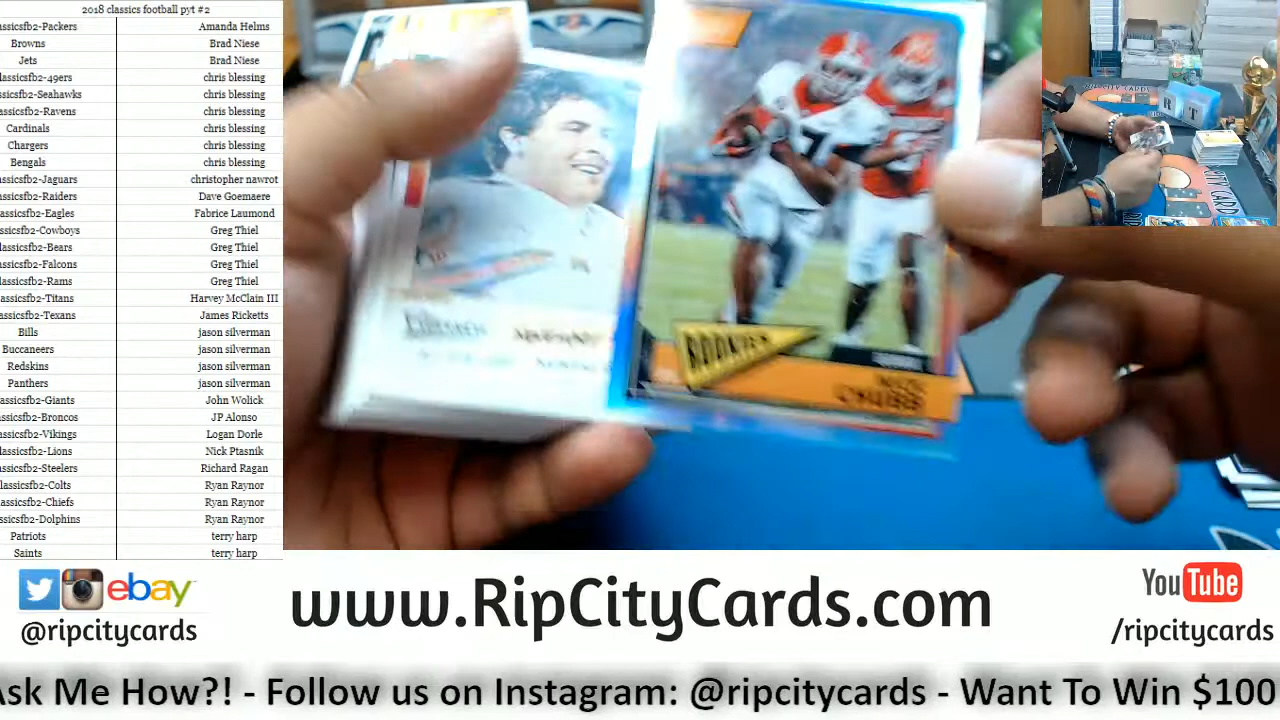 2018 classics football pyt #2
assicsfb2-Packers Amanda Helms
Browns Brad Niese
Jets Brad Niese
lassicsfb2-49ers chris blessing
assicsfb2-Seahawks chris blessing
assicsfb2-Ravens chris blessing
Cardinals chris blessing
Chargers chris blessing
Bengals chris blessing
assicsfb2-Jaguars christopher nawrot
assicsfb2-Raiders Dave Goemaere
assicsfb2-Eagles Fabrice Laumond
assicsfb2-Cowboys Greg Thiel
assicsfb2-Bears Greg Thiel
assicsfb2-Falcons Greg Thiel
lassicsfb2-Rams Greg Thiel
lassicsfb2-Titans Harvey McClain III
assicsfb2-Texans James Ricketts
Bills jason silverman
Buccaneers jason silverman
Redskins jason silverman
Panthers jason silverman
lassicsfb2-Giants John Wolick
assicsfb2-Broncos JP Alonso
assicsfb2-Vikings Logan Dorle
lassicsfb2-Lions Nick Ptasnik
assicsfb2-Steelers Richard Ragan
lassicsfb2-Colts Ryan Raynor
assicsfb2-Chiefs Ryan Raynor
ssicsfb2-Dolphins Ryan Raynor
Patriots terry harp
Saints terry harp
ROOKIES
NICK
CHUBB
7
R T
ebay
@ripcitycards
www.RipCityCards.com
YouTube
/ripcitycards
Ask Me How?! - Follow us on Instagram: @ripcitycards - Want To Win $100